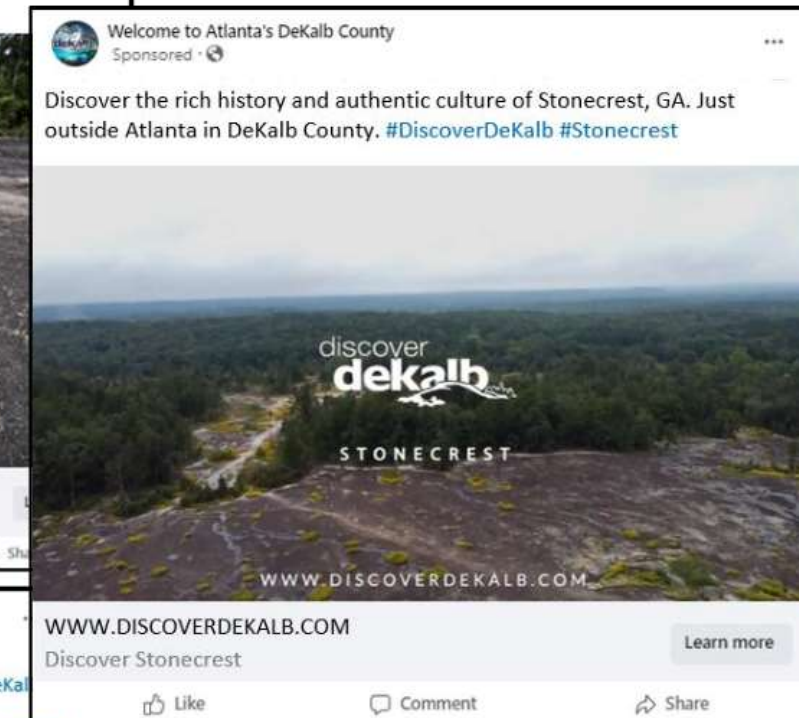 Welcome to Atlanta's DeKalb County
Sponsored ·
Discover the rich history and authentic culture of Stonecrest, GA. Just
outside Atlanta in DeKalb County. #DiscoverDeKalb #Stonecrest
discover
dekalb
STONECREST
WWW.DISCOVERDEKALB.COM
WWW.DISCOVERDEKALB.COM
Discover Stonecrest
Learn more
Like
Comment
Share